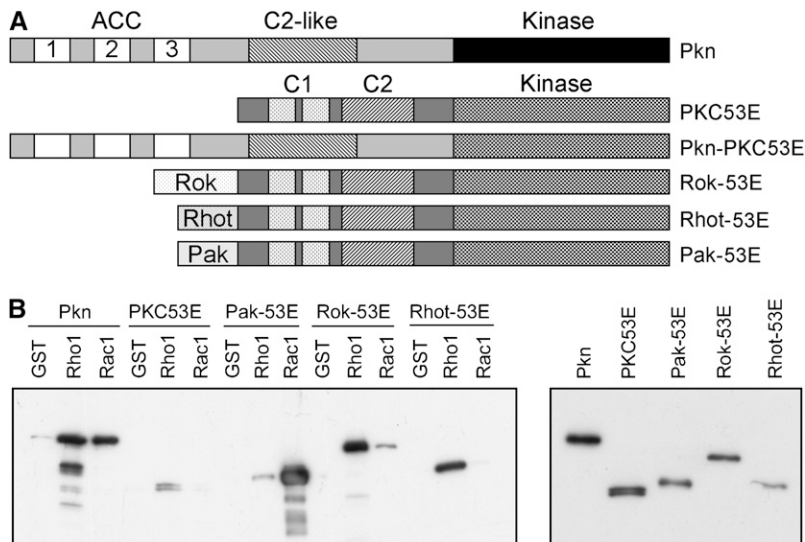 A
ACC C2-like Kinase
1 2 3 Pkn
C1 C2 Kinase
PKC53E
Pkn-PKC53E
Rok Rok-53E
Rhot Rhot-53E
Pak Pak-53E
B
Pkn PKC53E Pak-53E Rok-53E Rhot-53E
GST Rho1 Rac1 GST Rho1 Rac1 GST Rho1 Rac1 GST Rho1 Rac1 GST Rho1 Rac1
Pkn PKC53E Pak-53E Rok-53E Rhot-53E